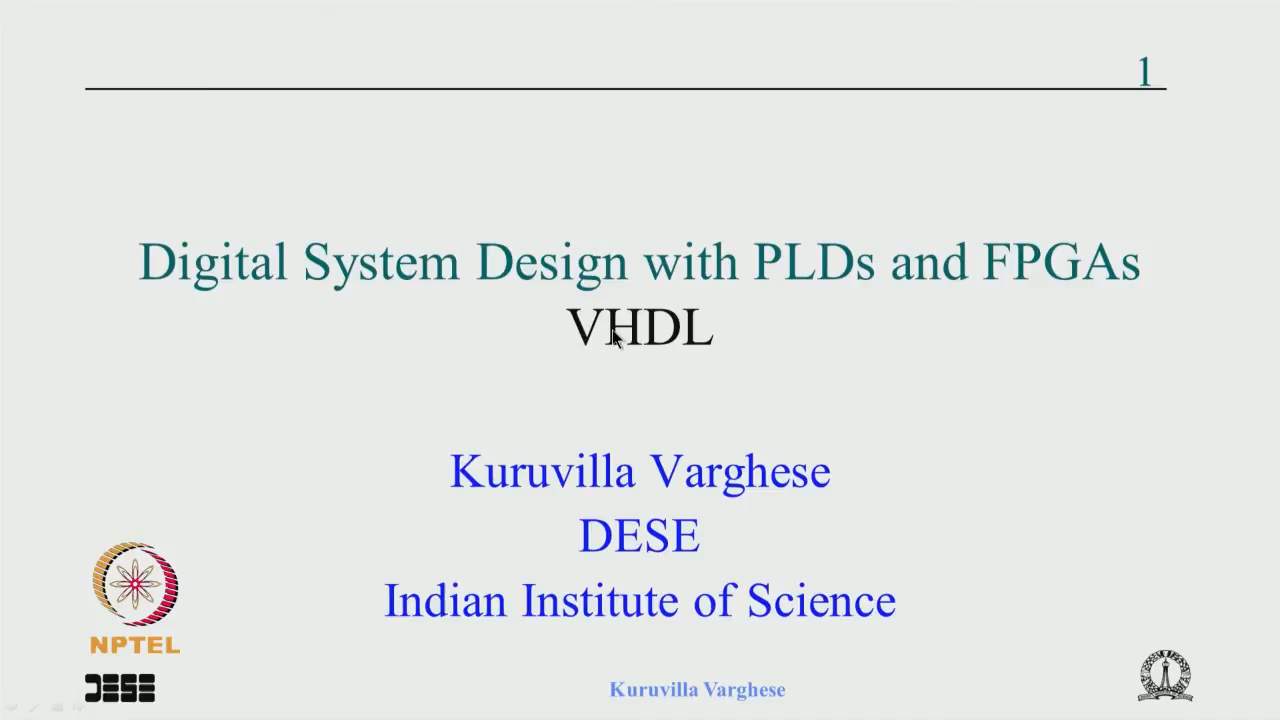 1
Digital System Design with PLDs and FPGAs
VHDL
Kuruvilla Varghese
DESE
Indian Institute of Science
NPTEL
DESE
Kuruvilla Varghese